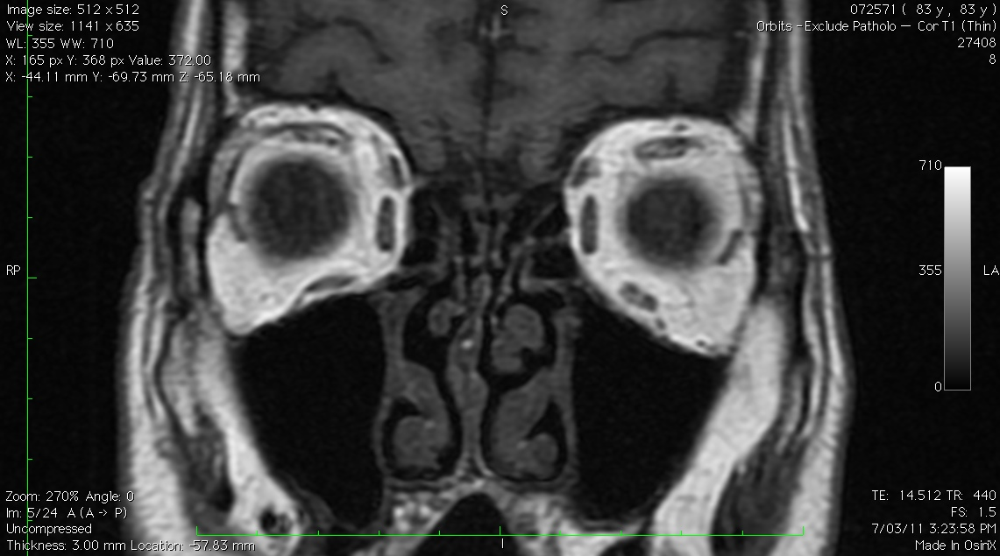 Image size: 512 x 512
View size: 1141 x 635
WL: 355 WW: 710
X: 165 px Y: 368 px Value: 372.00
X: -44.11 mm Y: -69.73 mm Z: -65.18 mm
S
072571 ( 83 y, 83 y)
Orbits - Exclude Patholo — Cor T1 (Thin)
27408
8
710
355
0
RP
LA
Zoom: 270% Angle: 0
Im: 5/24 A (A -> P)
Uncompressed
Thickness: 3.00 mm Location: -57.83 mm
I
TE: 14.512 TR: 440
FS: 1.5
7/03/11 3:23:58 PM
Made In OsiriX